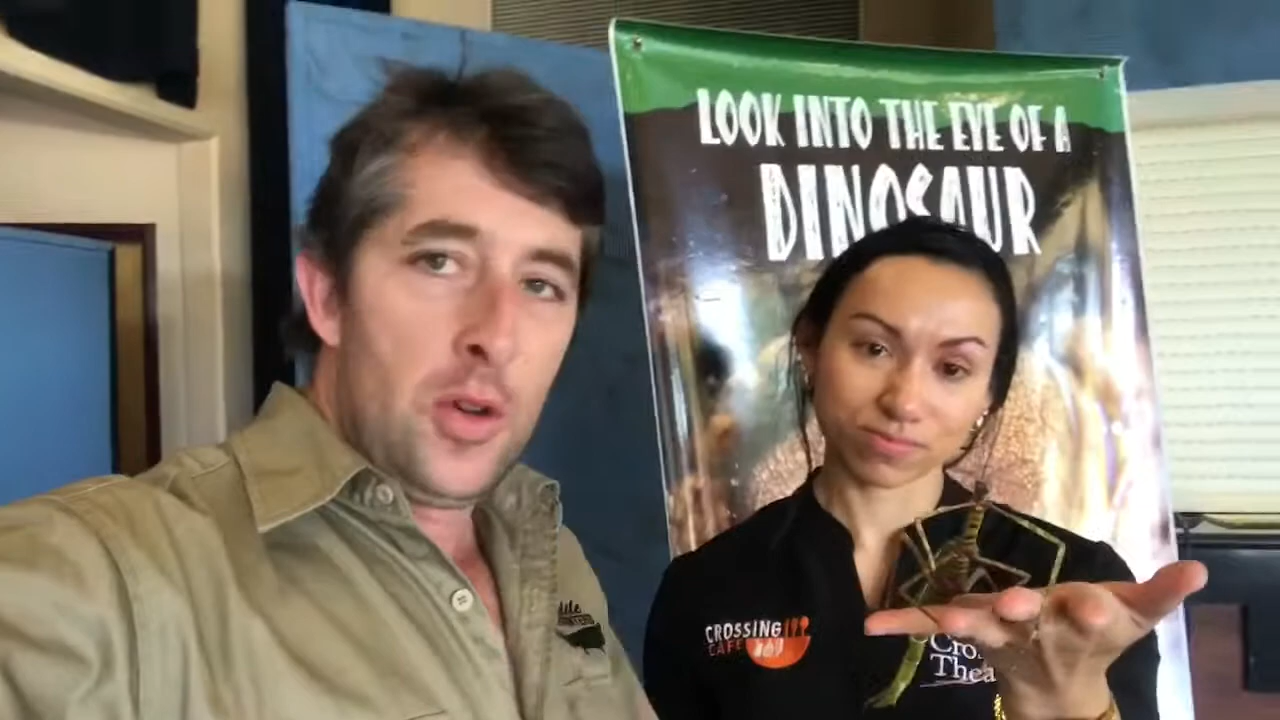 LOOK INTO THE EYE OF A
DINOSAUR
CROSSING
CAFE